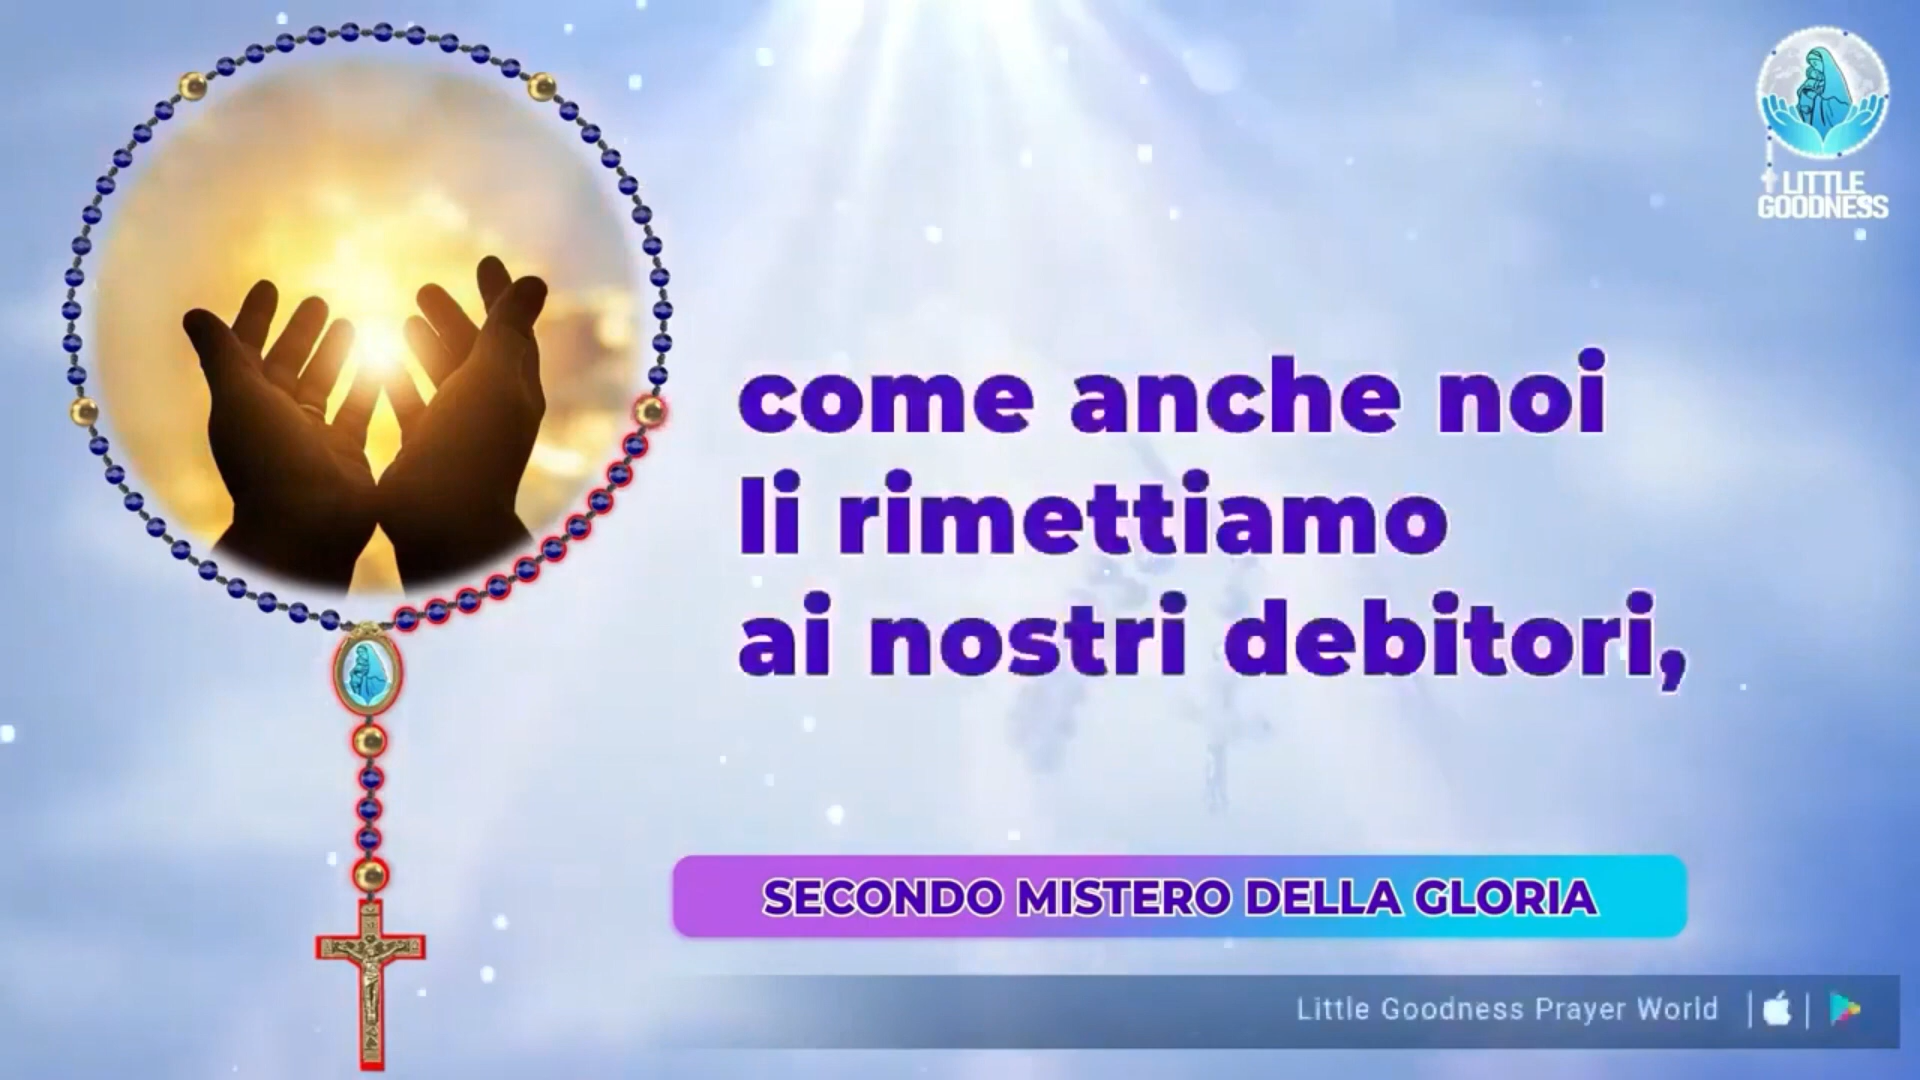 LITTLE
GOODNESS
come anche noi
li rimettiamo
ai nostri debitori,
SECONDO MISTERO DELLA GLORIA
Little Goodness Prayer World